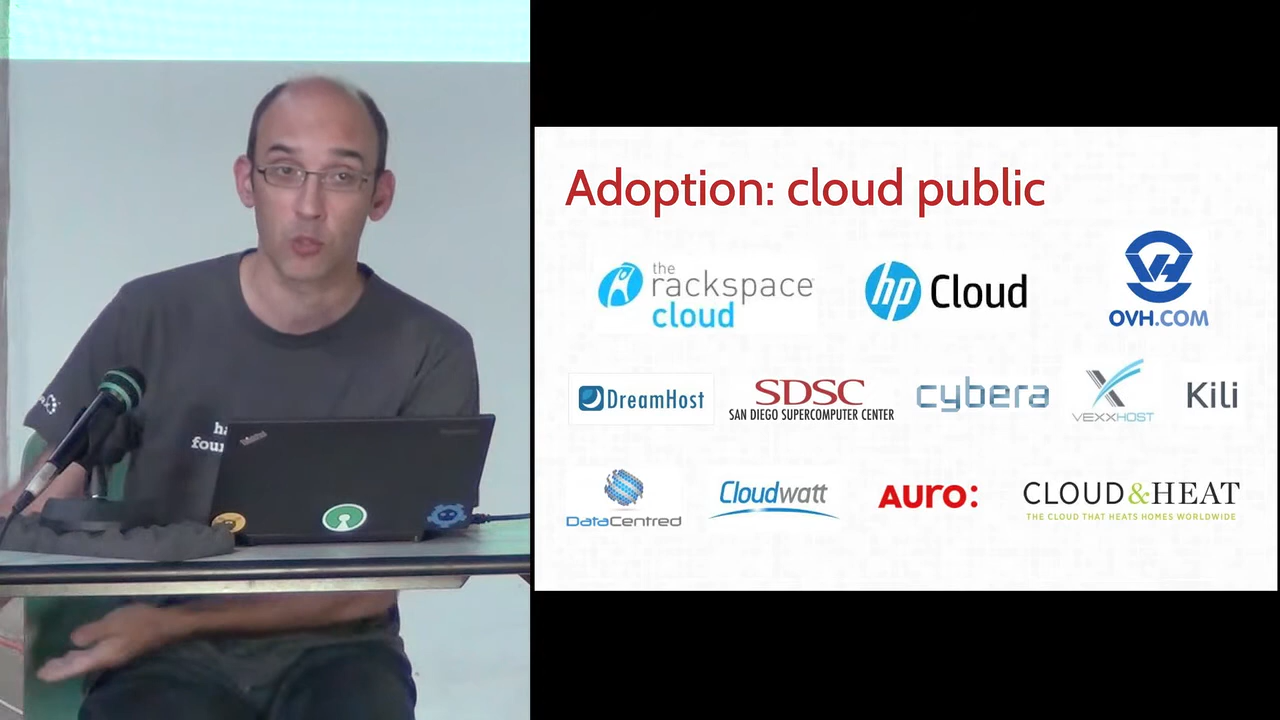 Adoption: cloud public
the
rackspace
cloud
hp Cloud
OVH.COM
DreamHost
SDSC
SAN DIEGO SUPERCOMPUTER CENTER
cybera
VEXXHOST
Kili
DataCentred
Cloudwatt
AURO:
CLOUD&HEAT
THE CLOUD THAT HEATS HOMES WORLDWIDE